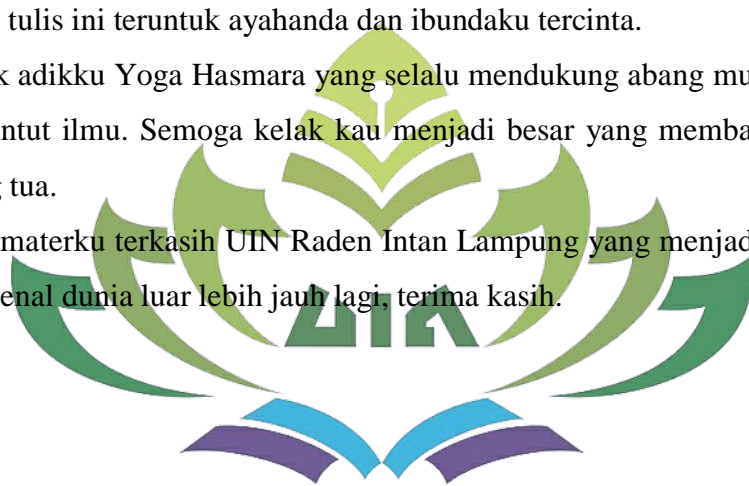 tulis ini teruntuk ayahanda dan ibundaku tercinta.
k adikku Yoga Hasmara yang selalu mendukung abang mu
ntut ilmu. Semoga kelak kau menjadi besar yang memba
g tua.
materku terkasih UIN Raden Intan Lampung yang menjad
enal dunia luar lebih jauh lagi, terima kasih.
UIN